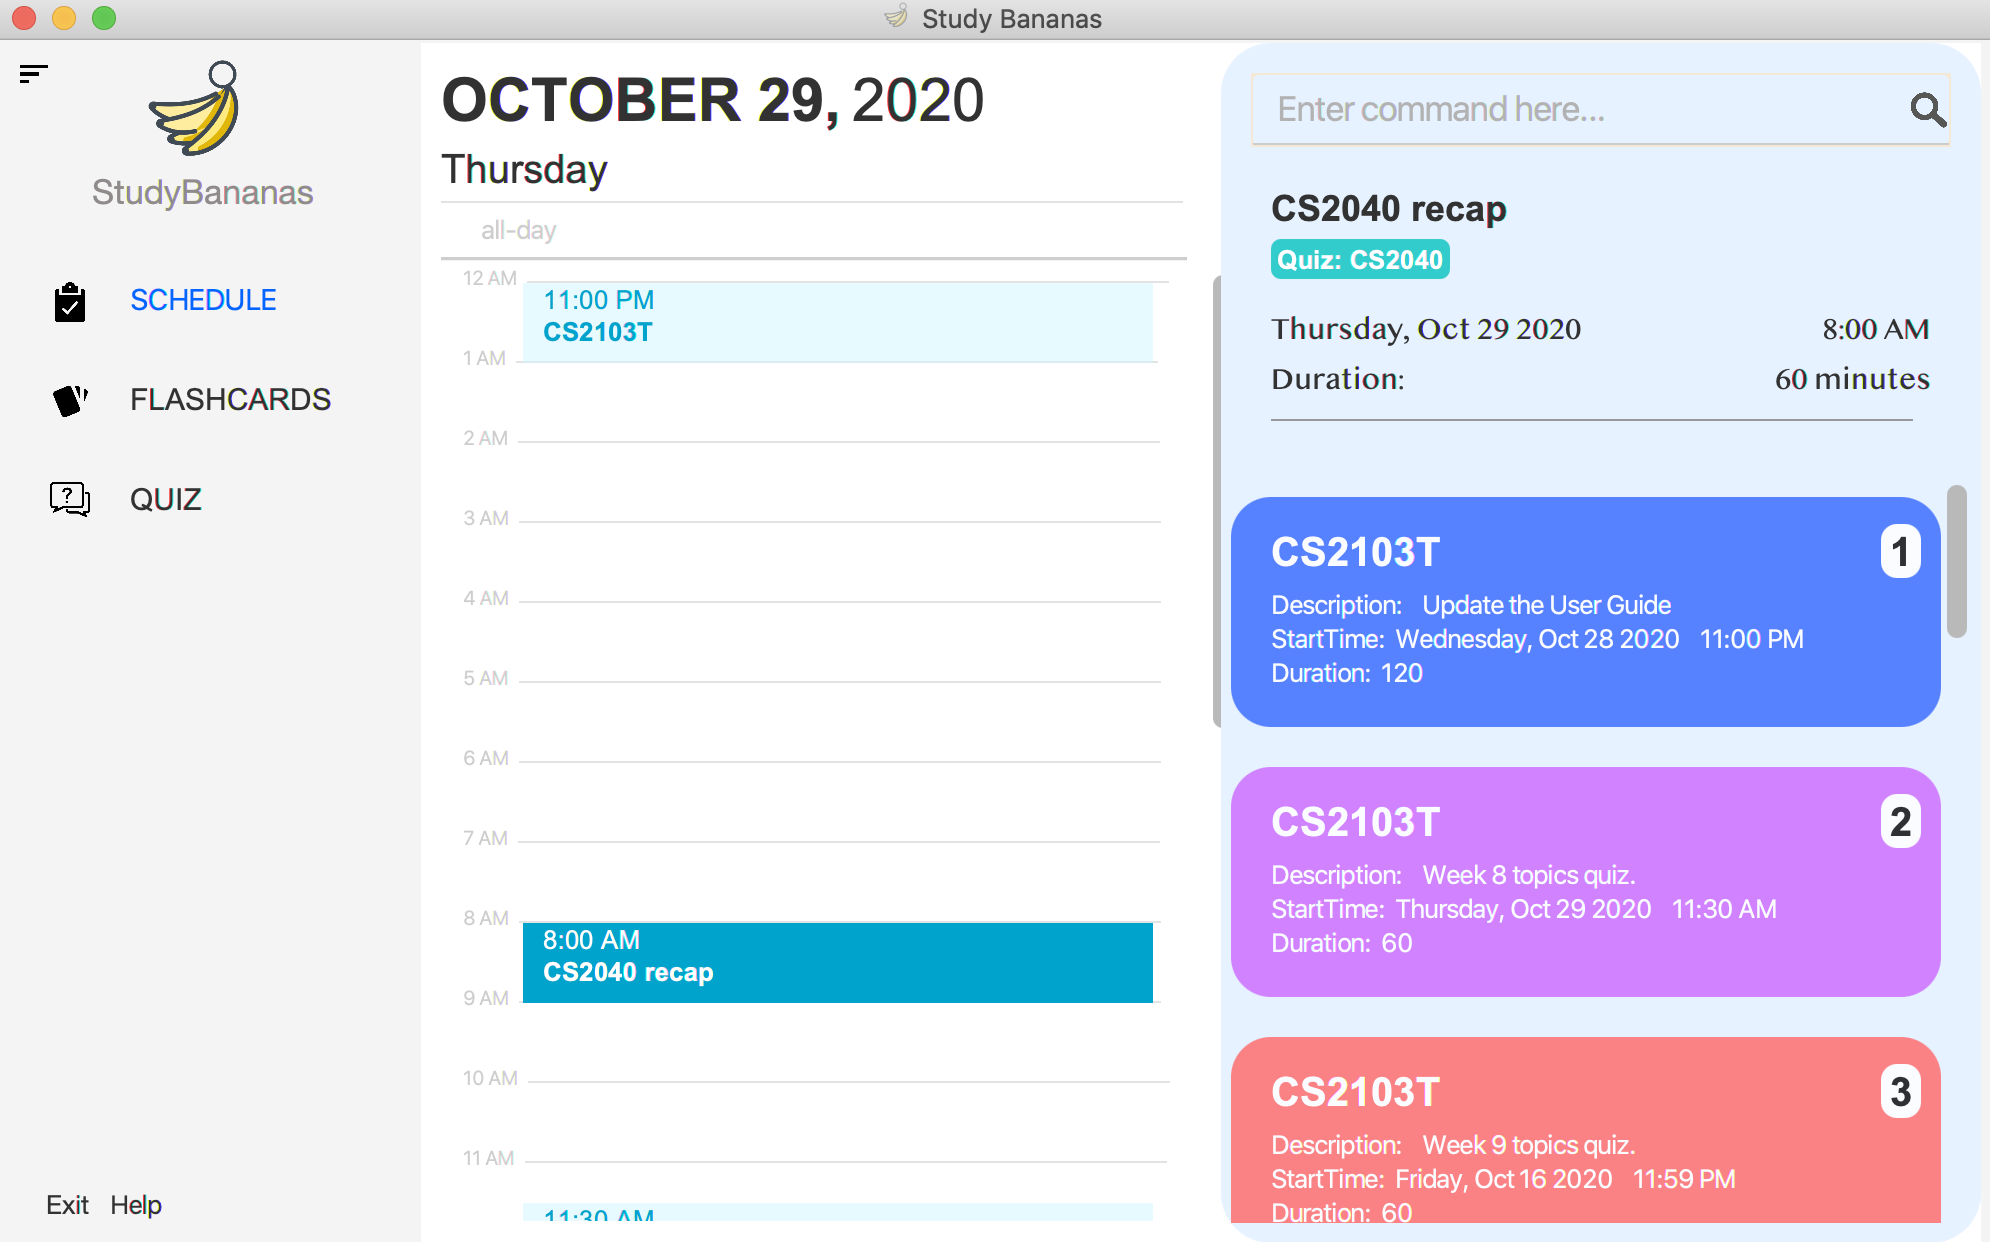 Study Bananas
StudyBananas
SCHEDULE
FLASHCARDS
QUIZ
Exit Help
OCTOBER 29, 2020
Thursday
all-day
12 AM
11:00 PM
CS2103T
1 AM
2 AM
3 AM
4 AM
5 AM
6 AM
7 AM
8 AM
8:00 AM
CS2040 recap
9 AM
10 AM
11 AM
11:30 AM
Enter command here...
CS2040 recap
Quiz: CS2040
Thursday, Oct 29 2020 8:00 AM
Duration: 60 minutes
CS2103T 1
Description: Update the User Guide
StartTime: Wednesday, Oct 28 2020 11:00 PM
Duration: 120
CS2103T 2
Description: Week 8 topics quiz.
StartTime: Thursday, Oct 29 2020 11:30 AM
Duration: 60
CS2103T 3
Description: Week 9 topics quiz.
StartTime: Friday, Oct 16 2020 11:59 PM
Duration: 60